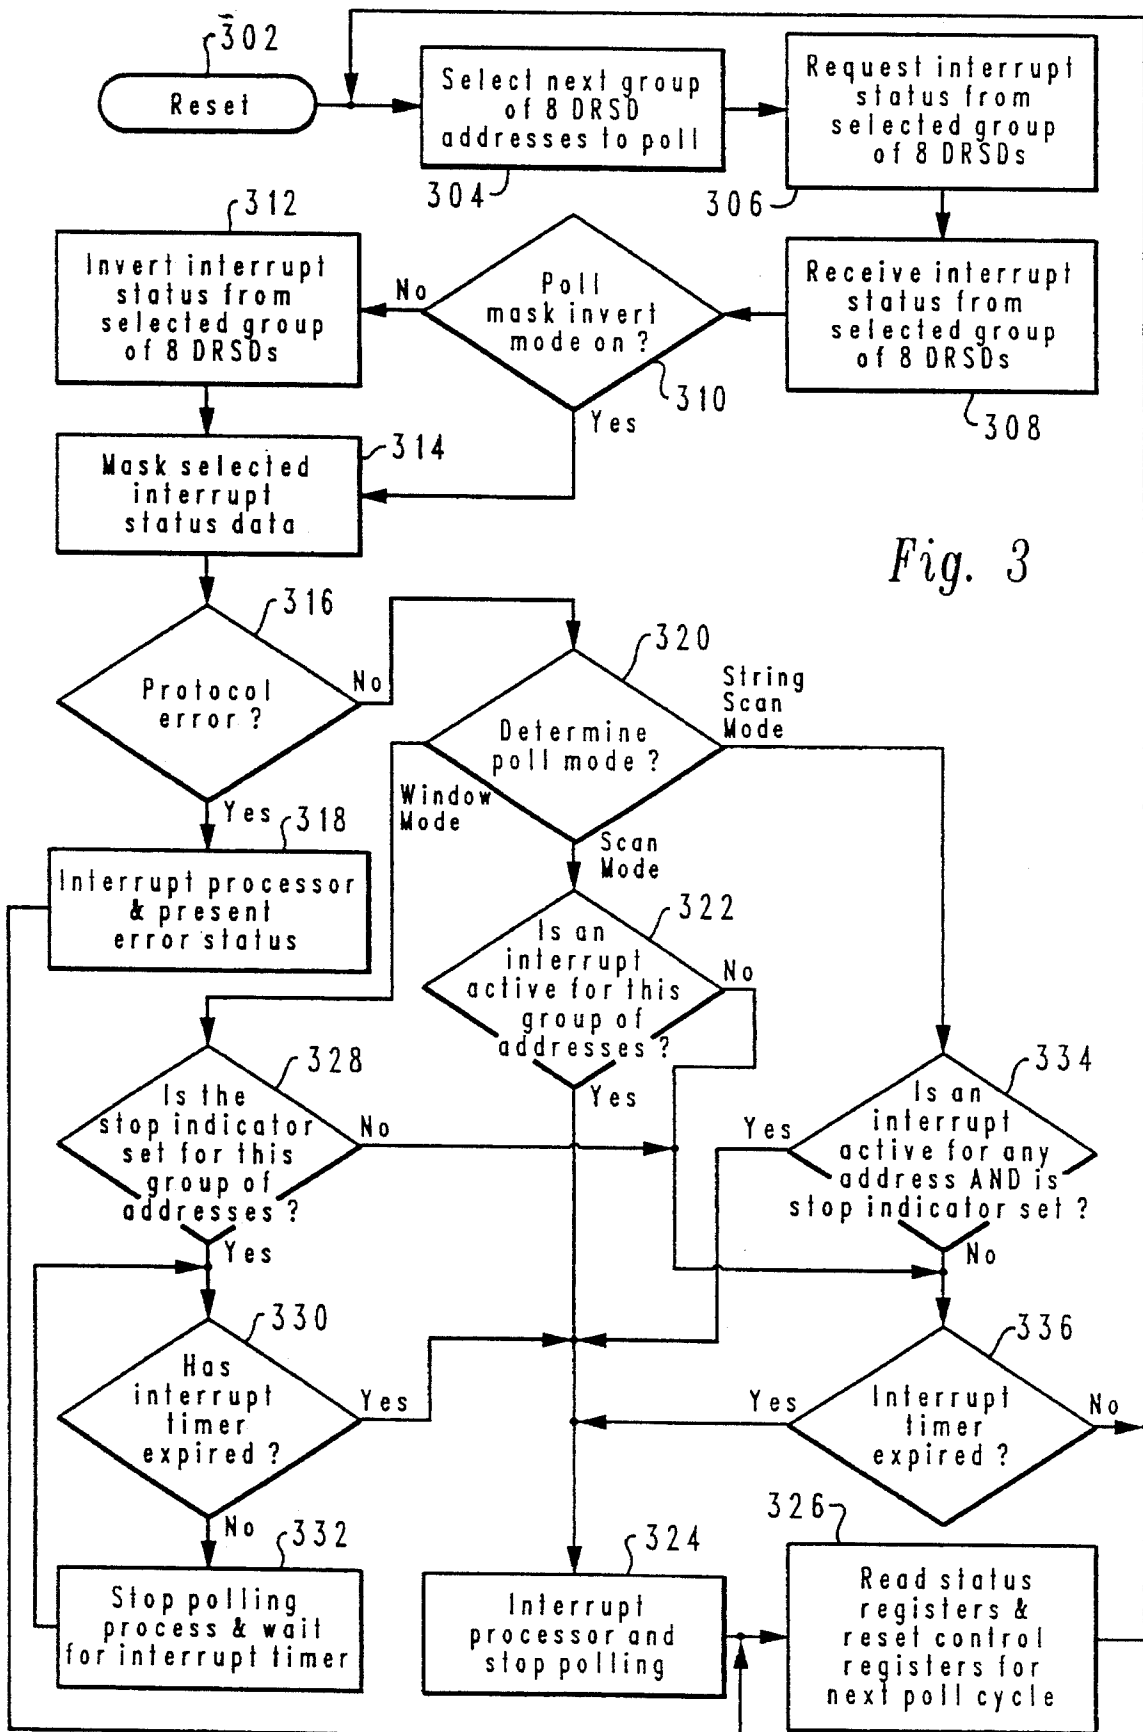 302
Reset
Select next group
of 8 DRSD
addresses to poll
304
Request interrupt
status from
selected group
of 8 DRSDs
306
312
Invert interrupt
status from
selected group
of 8 DRSDs
No
Poll
mask invert
mode on ?
310
Yes
Receive interrupt
status from
selected group
of 8 DRSDs
308
314
Mask selected
interrupt
status data
Fig. 3
316
Protocol
error ?
No
Yes
320
Determine
poll mode ?
String
Scan
Mode
Window
Mode
Scan
Mode
318
Interrupt processor
& present
error status
322
Is an
interrupt
active for this
group of
addresses ?
No
Yes
328
Is the
stop indicator
set for this
group of
addresses ?
No
Yes
334
Is an
interrupt
active for any
address AND is
stop indicator set ?
Yes
No
330
Has
interrupt
timer
expired ?
Yes
No
336
Interrupt
timer
expired ?
Yes
No
332
Stop polling
process & wait
for interrupt timer
324
Interrupt
processor and
stop polling
326
Read status
registers &
reset control
registers for
next poll cycle